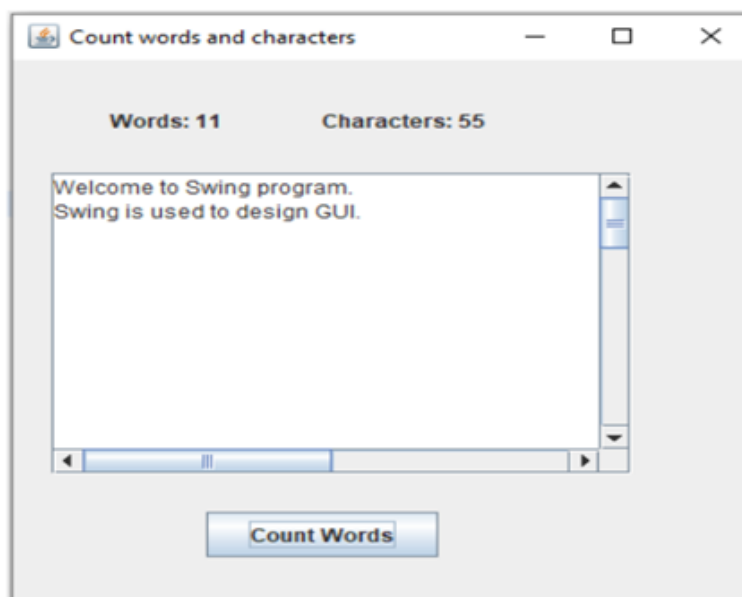 Count words and characters
Words: 11 Characters: 55
Welcome to Swing program.
Swing is used to design GUI.
Count Words